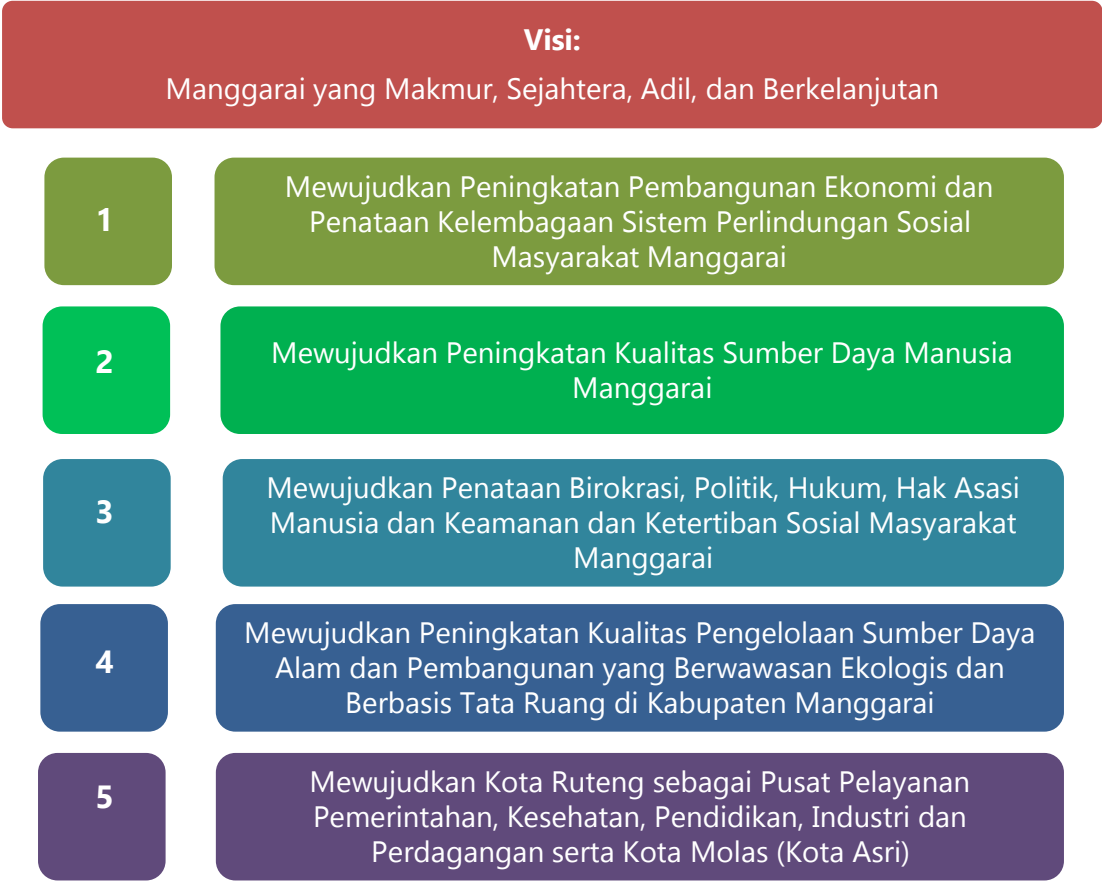 Visi:
Manggarai yang Makmur, Sejahtera, Adil, dan Berkelanjutan
1
Mewujudkan Peningkatan Pembangunan Ekonomi dan
Penataan Kelembagaan Sistem Perlindungan Sosial
Masyarakat Manggarai
2
Mewujudkan Peningkatan Kualitas Sumber Daya Manusia
Manggarai
3
Mewujudkan Penataan Birokrasi, Politik, Hukum, Hak Asasi
Manusia dan Keamanan dan Ketertiban Sosial Masyarakat
Manggarai
4
Mewujudkan Peningkatan Kualitas Pengelolaan Sumber Daya
Alam dan Pembangunan yang Berwawasan Ekologis dan
Berbasis Tata Ruang di Kabupaten Manggarai
5
Mewujudkan Kota Ruteng sebagai Pusat Pelayanan
Pemerintahan, Kesehatan, Pendidikan, Industri dan
Perdagangan serta Kota Molas (Kota Asri)